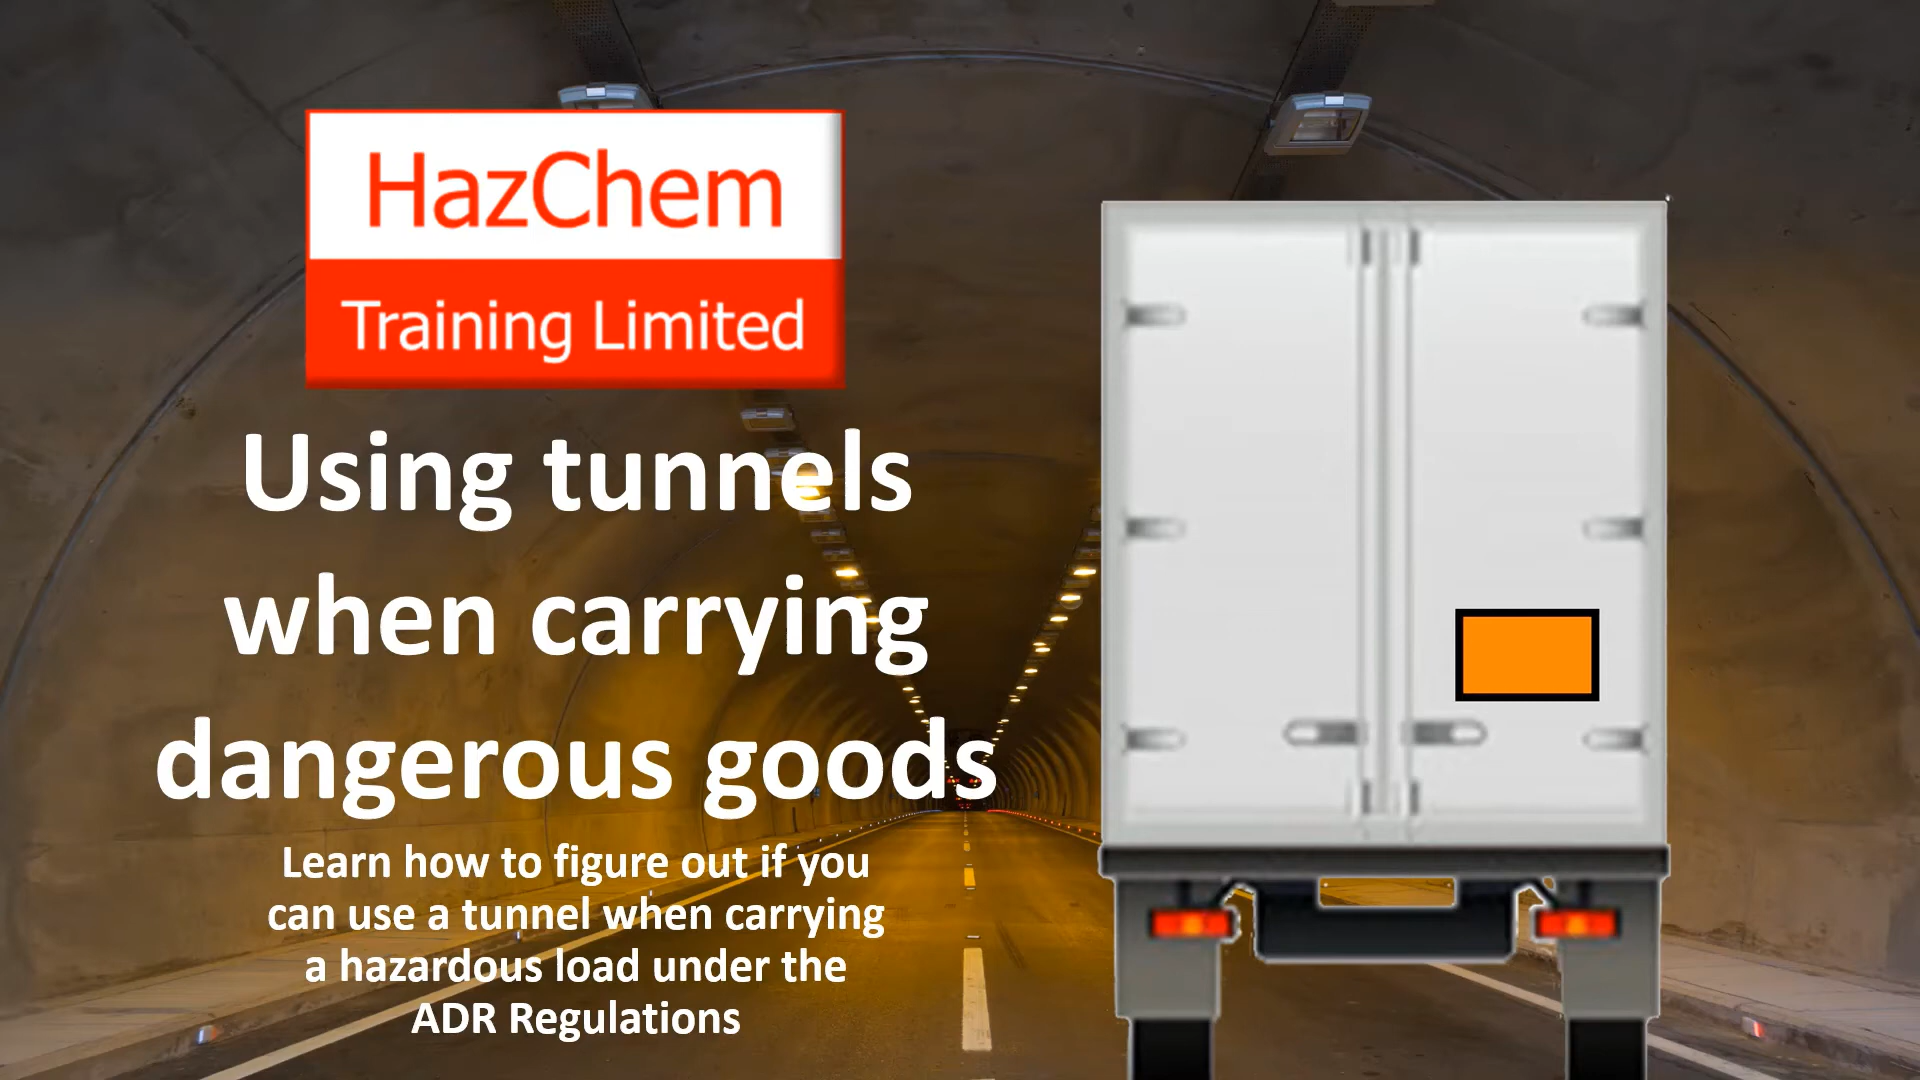 HazChem
Training Limited
Using tunnels
when carrying
dangerous goods
Learn how to figure out if you
can use a tunnel when carrying
a hazardous load under the
ADR Regulations